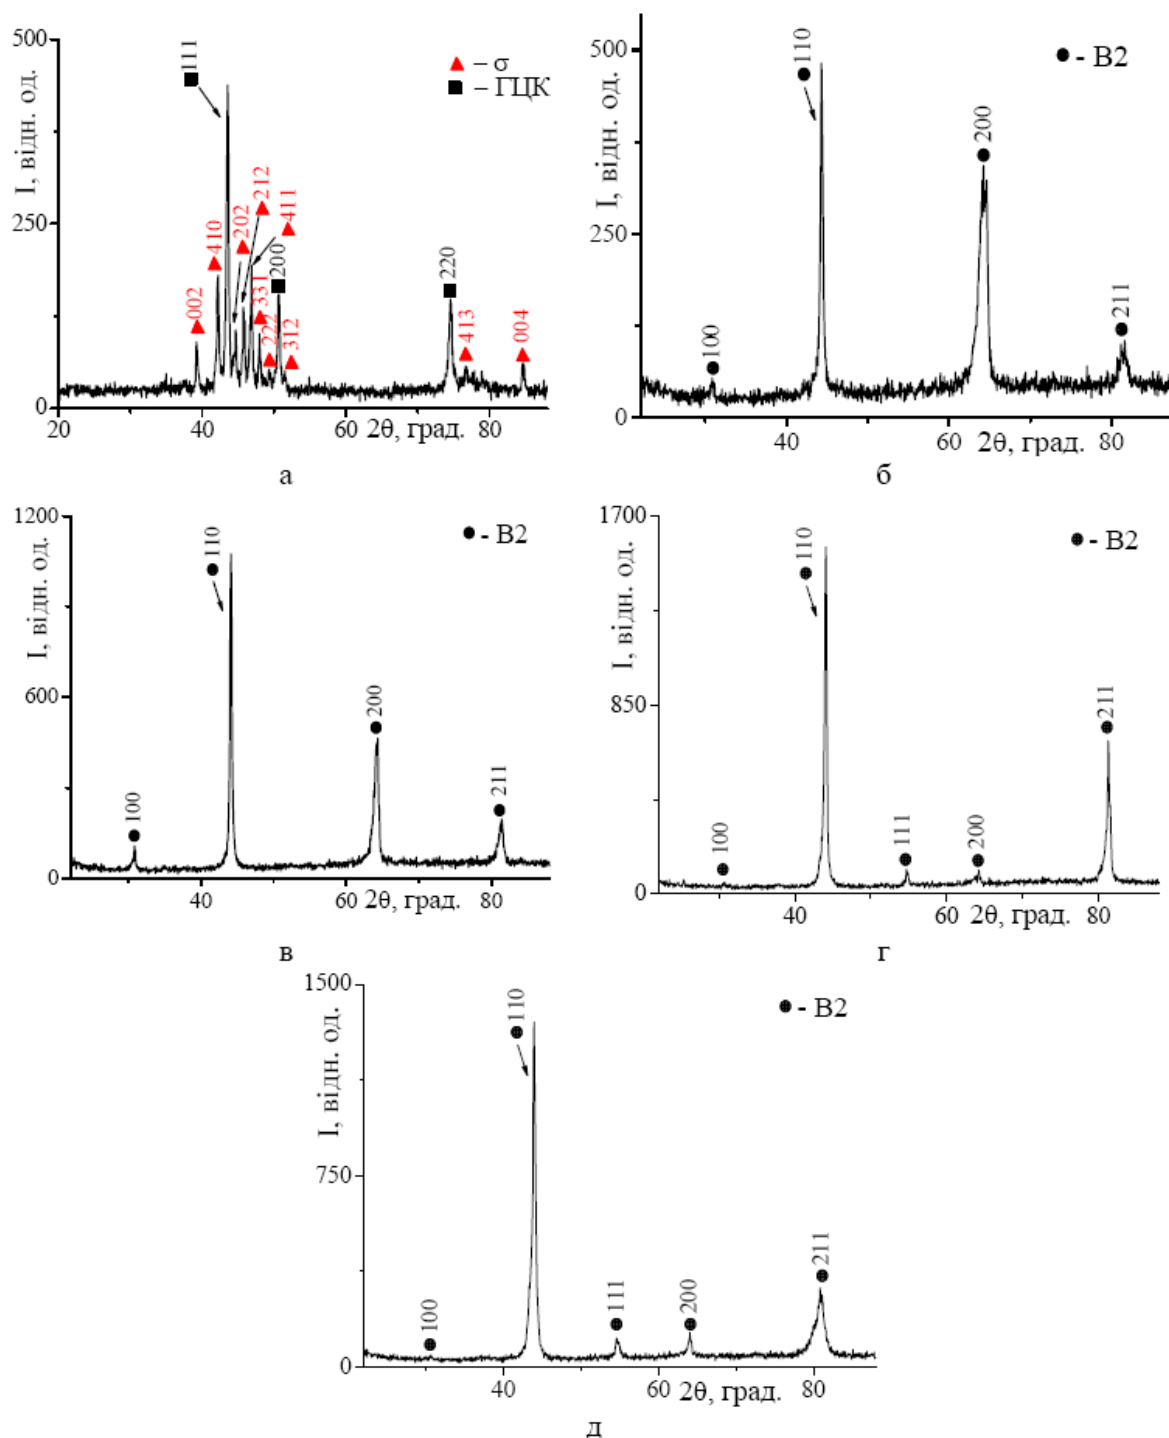 500
250
0
I, відн. од.
20
40
60
80
2θ, град.
▲ – σ
■ – ГЦК
002
410
111
202
212
411
331
222
200
312
220
413
004
а
500
250
0
I, відн. од.
40
60
80
2θ, град.
● - B2
100
110
200
211
б
1200
600
0
I, відн. од.
40
60
80
2θ, град.
● - B2
100
110
200
211
в
1700
850
0
I, відн. од.
40
60
80
2θ, град.
● - B2
100
110
111
200
211
г
1500
750
0
I, відн. од.
40
60
80
2θ, град.
● - B2
100
110
111
200
211
д